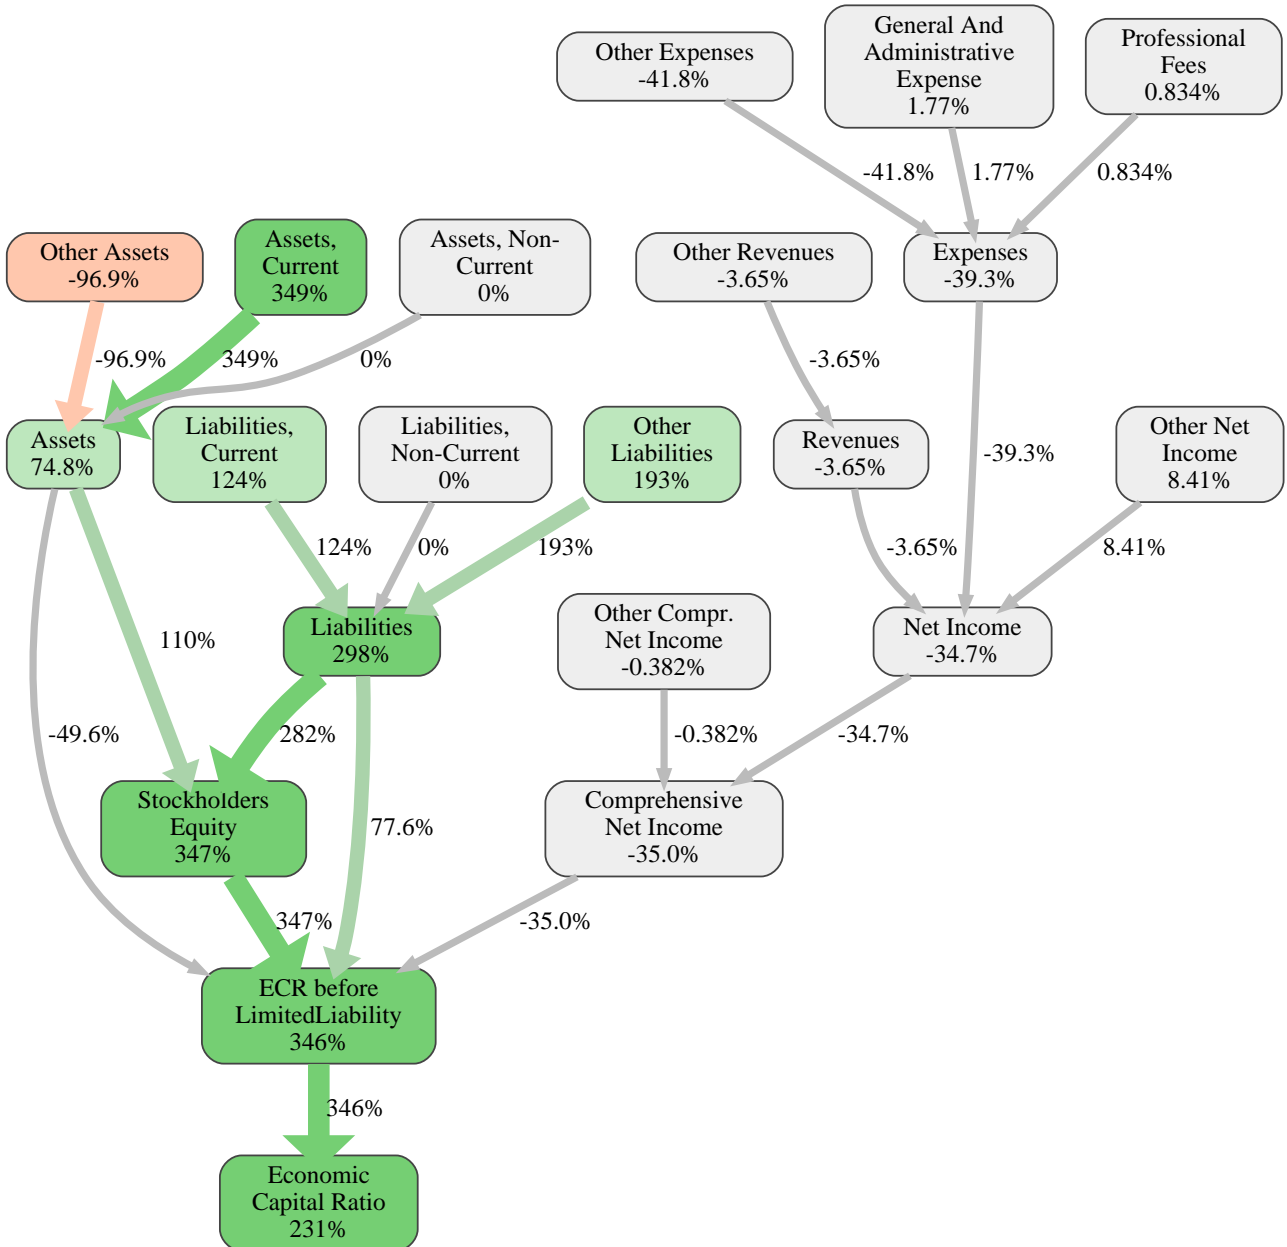 Other Expenses
-41.8%
General And
Administrative
Expense
1.77%
Professional
Fees
0.834%
-41.8%
1.77%
0.834%
Other Assets
-96.9%
Assets,
Current
349%
Assets, Non-
Current
0%
Other Revenues
-3.65%
Expenses
-39.3%
-96.9%
349%
0%
-3.65%
Assets
74.8%
Liabilities,
Current
124%
Liabilities,
Non-Current
0%
Other
Liabilities
193%
Revenues
-3.65%
-39.3%
Other Net
Income
8.41%
124%
0%
193%
-3.65%
8.41%
110%
Liabilities
298%
Other Compr.
Net Income
-0.382%
Net Income
-34.7%
-49.6%
282%
-0.382%
-34.7%
Stockholders
Equity
347%
77.6%
Comprehensive
Net Income
-35.0%
347%
-35.0%
ECR before
LimitedLiability
346%
346%
Economic
Capital Ratio
231%